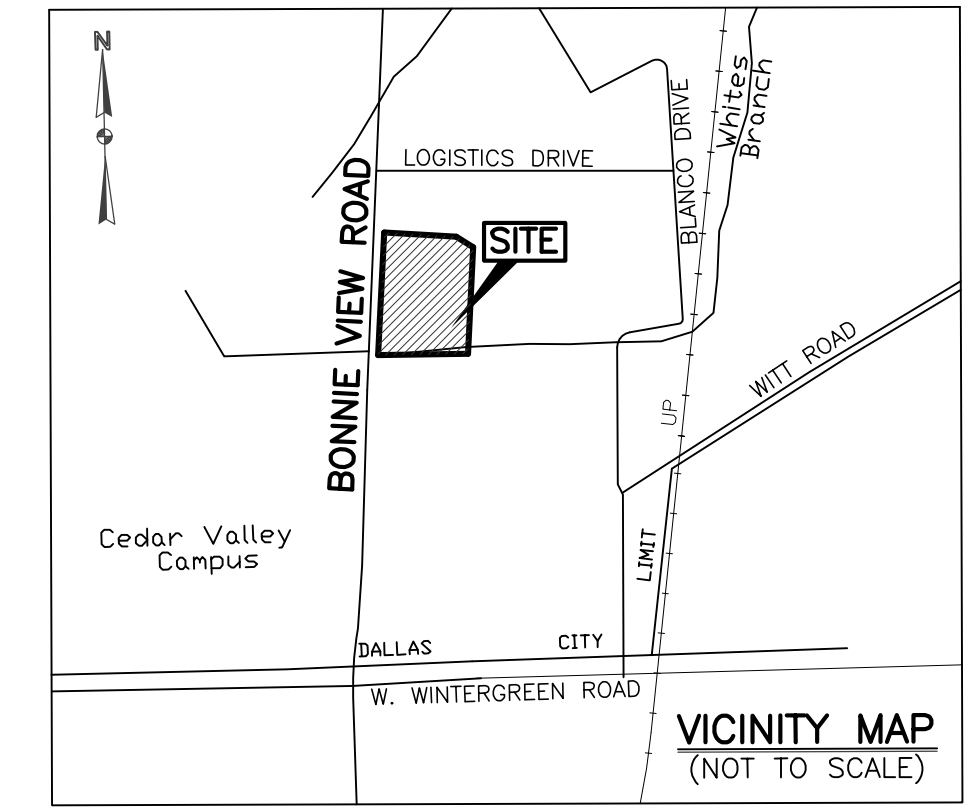 N
Whites
Branch
BLANCO DRIVE
LOGISTICS DRIVE
SITE
BONNIE VIEW ROAD
WITT ROAD
UP
Cedar Valley
Campus
LIMIT
DALLAS CITY
W. WINTERGREEN ROAD
VICINITY MAP
(NOT TO SCALE)